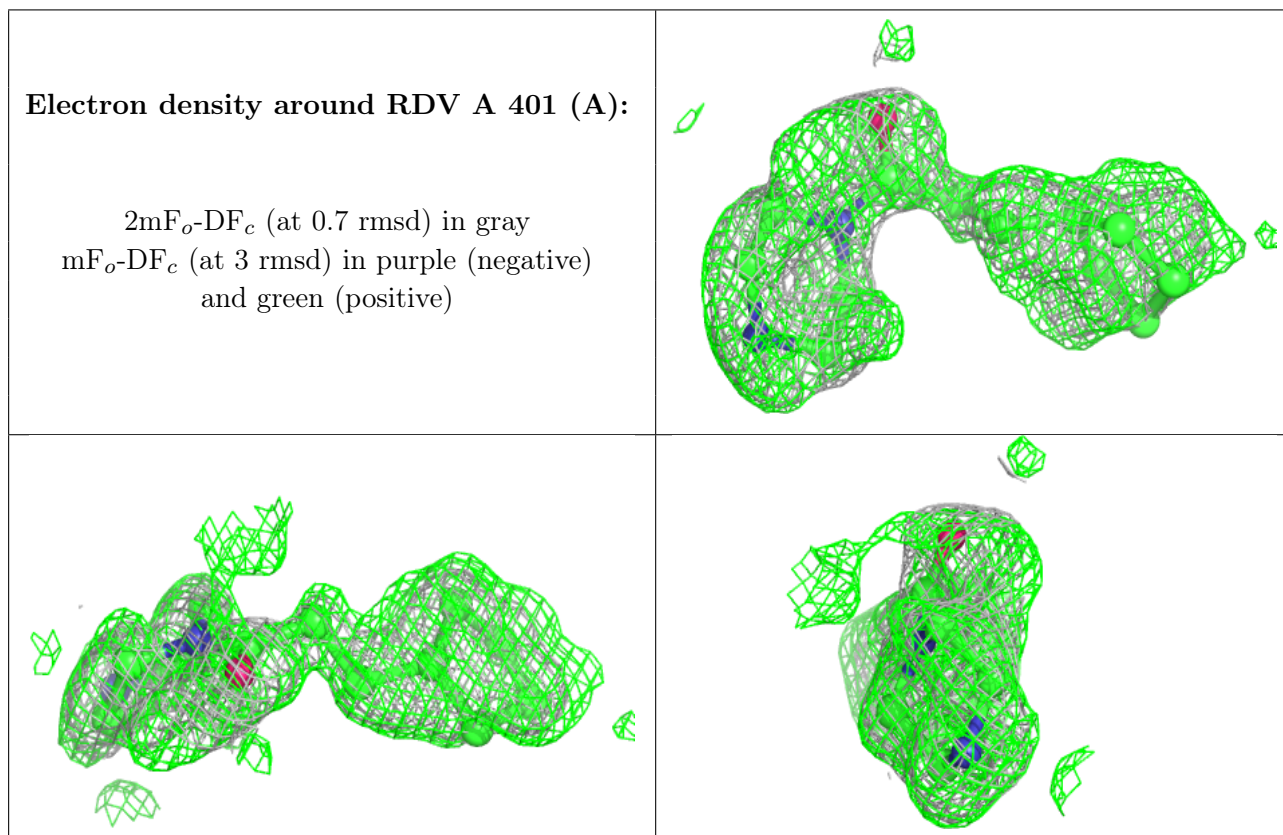 Electron density around RDV A 401 (A):
2mFₒ-DF𝒸 (at 0.7 rmsd) in gray
mFₒ-DF𝒸 (at 3 rmsd) in purple (negative)
and green (positive)